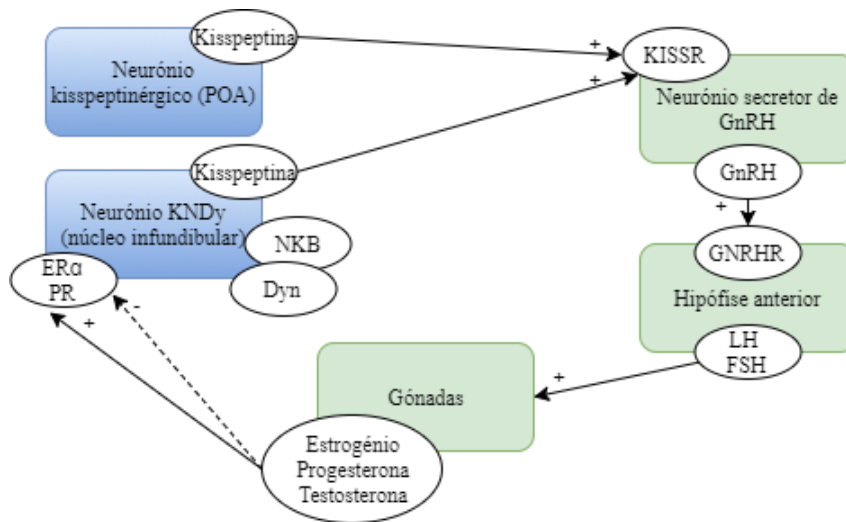 Kisspeptina
Neurónio
kisspeptinérgico (POA)
+
+
KISSR
Neurónio secretor de
GnRH
GnRH
+
Kisspeptina
Neurónio KNDy
(núcleo infundibular)
NKB
Dyn
ERα
PR
-
+
GNRHR
Hipófise anterior
LH
FSH
+
Gónadas
Estrogénio
Progesterona
Testosterona